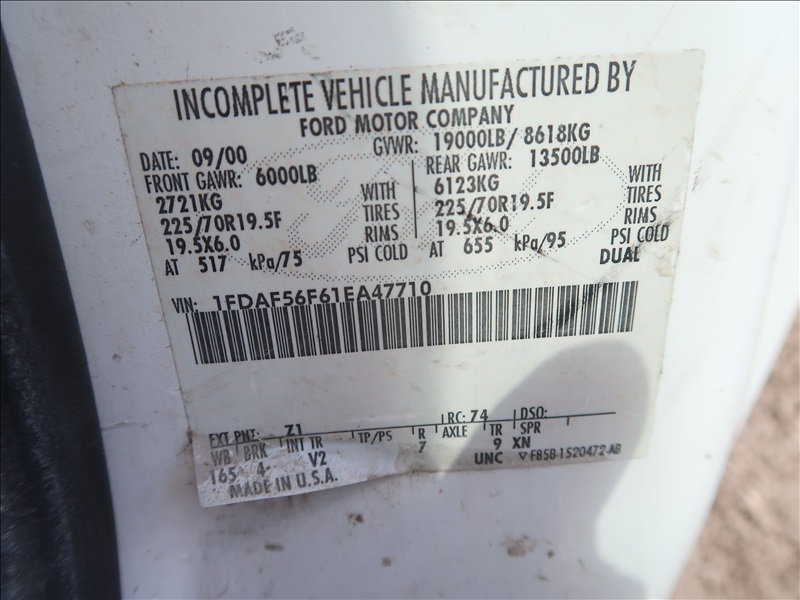 INCOMPLETE VEHICLE MANUFACTURED BY
FORD MOTOR COMPANY
DATE: 09/00 GVWR: 19000LB/ 8618KG
FRONT GAWR: 6000LB REAR GAWR: 13500LB
2721KG WITH 6123KG WITH
225/70R19.5F TIRES 225/70R19.5F TIRES
19.5X6.0 RIMS 19.5X6.0 RIMS
AT 517 kPa/75 PSI COLD AT 655 kPa/95 PSI COLD
DUAL
VIN: 1FDAF56F61EA47710
EXT PNT: Z1 RC: 74 DSO:
WB BRK INT TR TP/PS R AXLE TR SPR
165 4 V2 7 9 XN
MADE IN U.S.A. UNC ▽F85B-1520472-AB